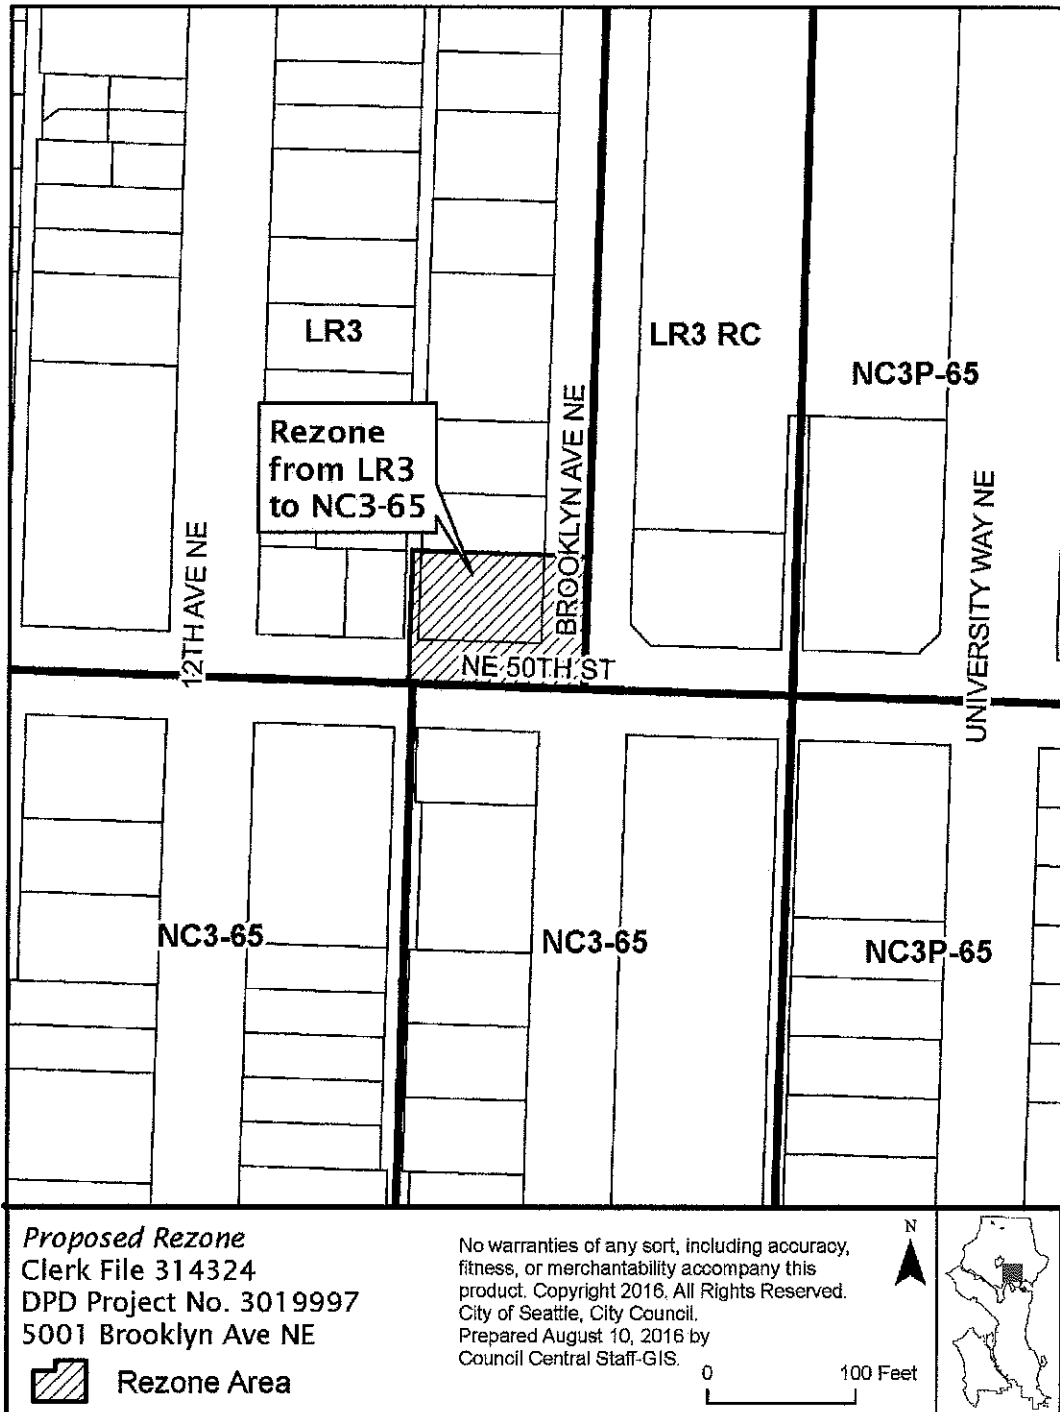 LR3
LR3 RC
NC3P-65
Rezone
from LR3
to NC3-65
BROOKLYN AVE NE
12TH AVE NE
UNIVERSITY WAY NE
NE 50TH ST
NC3-65
NC3-65
NC3P-65
Proposed Rezone
Clerk File 314324
DPD Project No. 3019997
5001 Brooklyn Ave NE
Rezone Area
No warranties of any sort, including accuracy,
fitness, or merchantability accompany this
product. Copyright 2016. All Rights Reserved.
City of Seattle, City Council.
Prepared August 10, 2016 by
Council Central Staff-GIS.
0 100 Feet
N